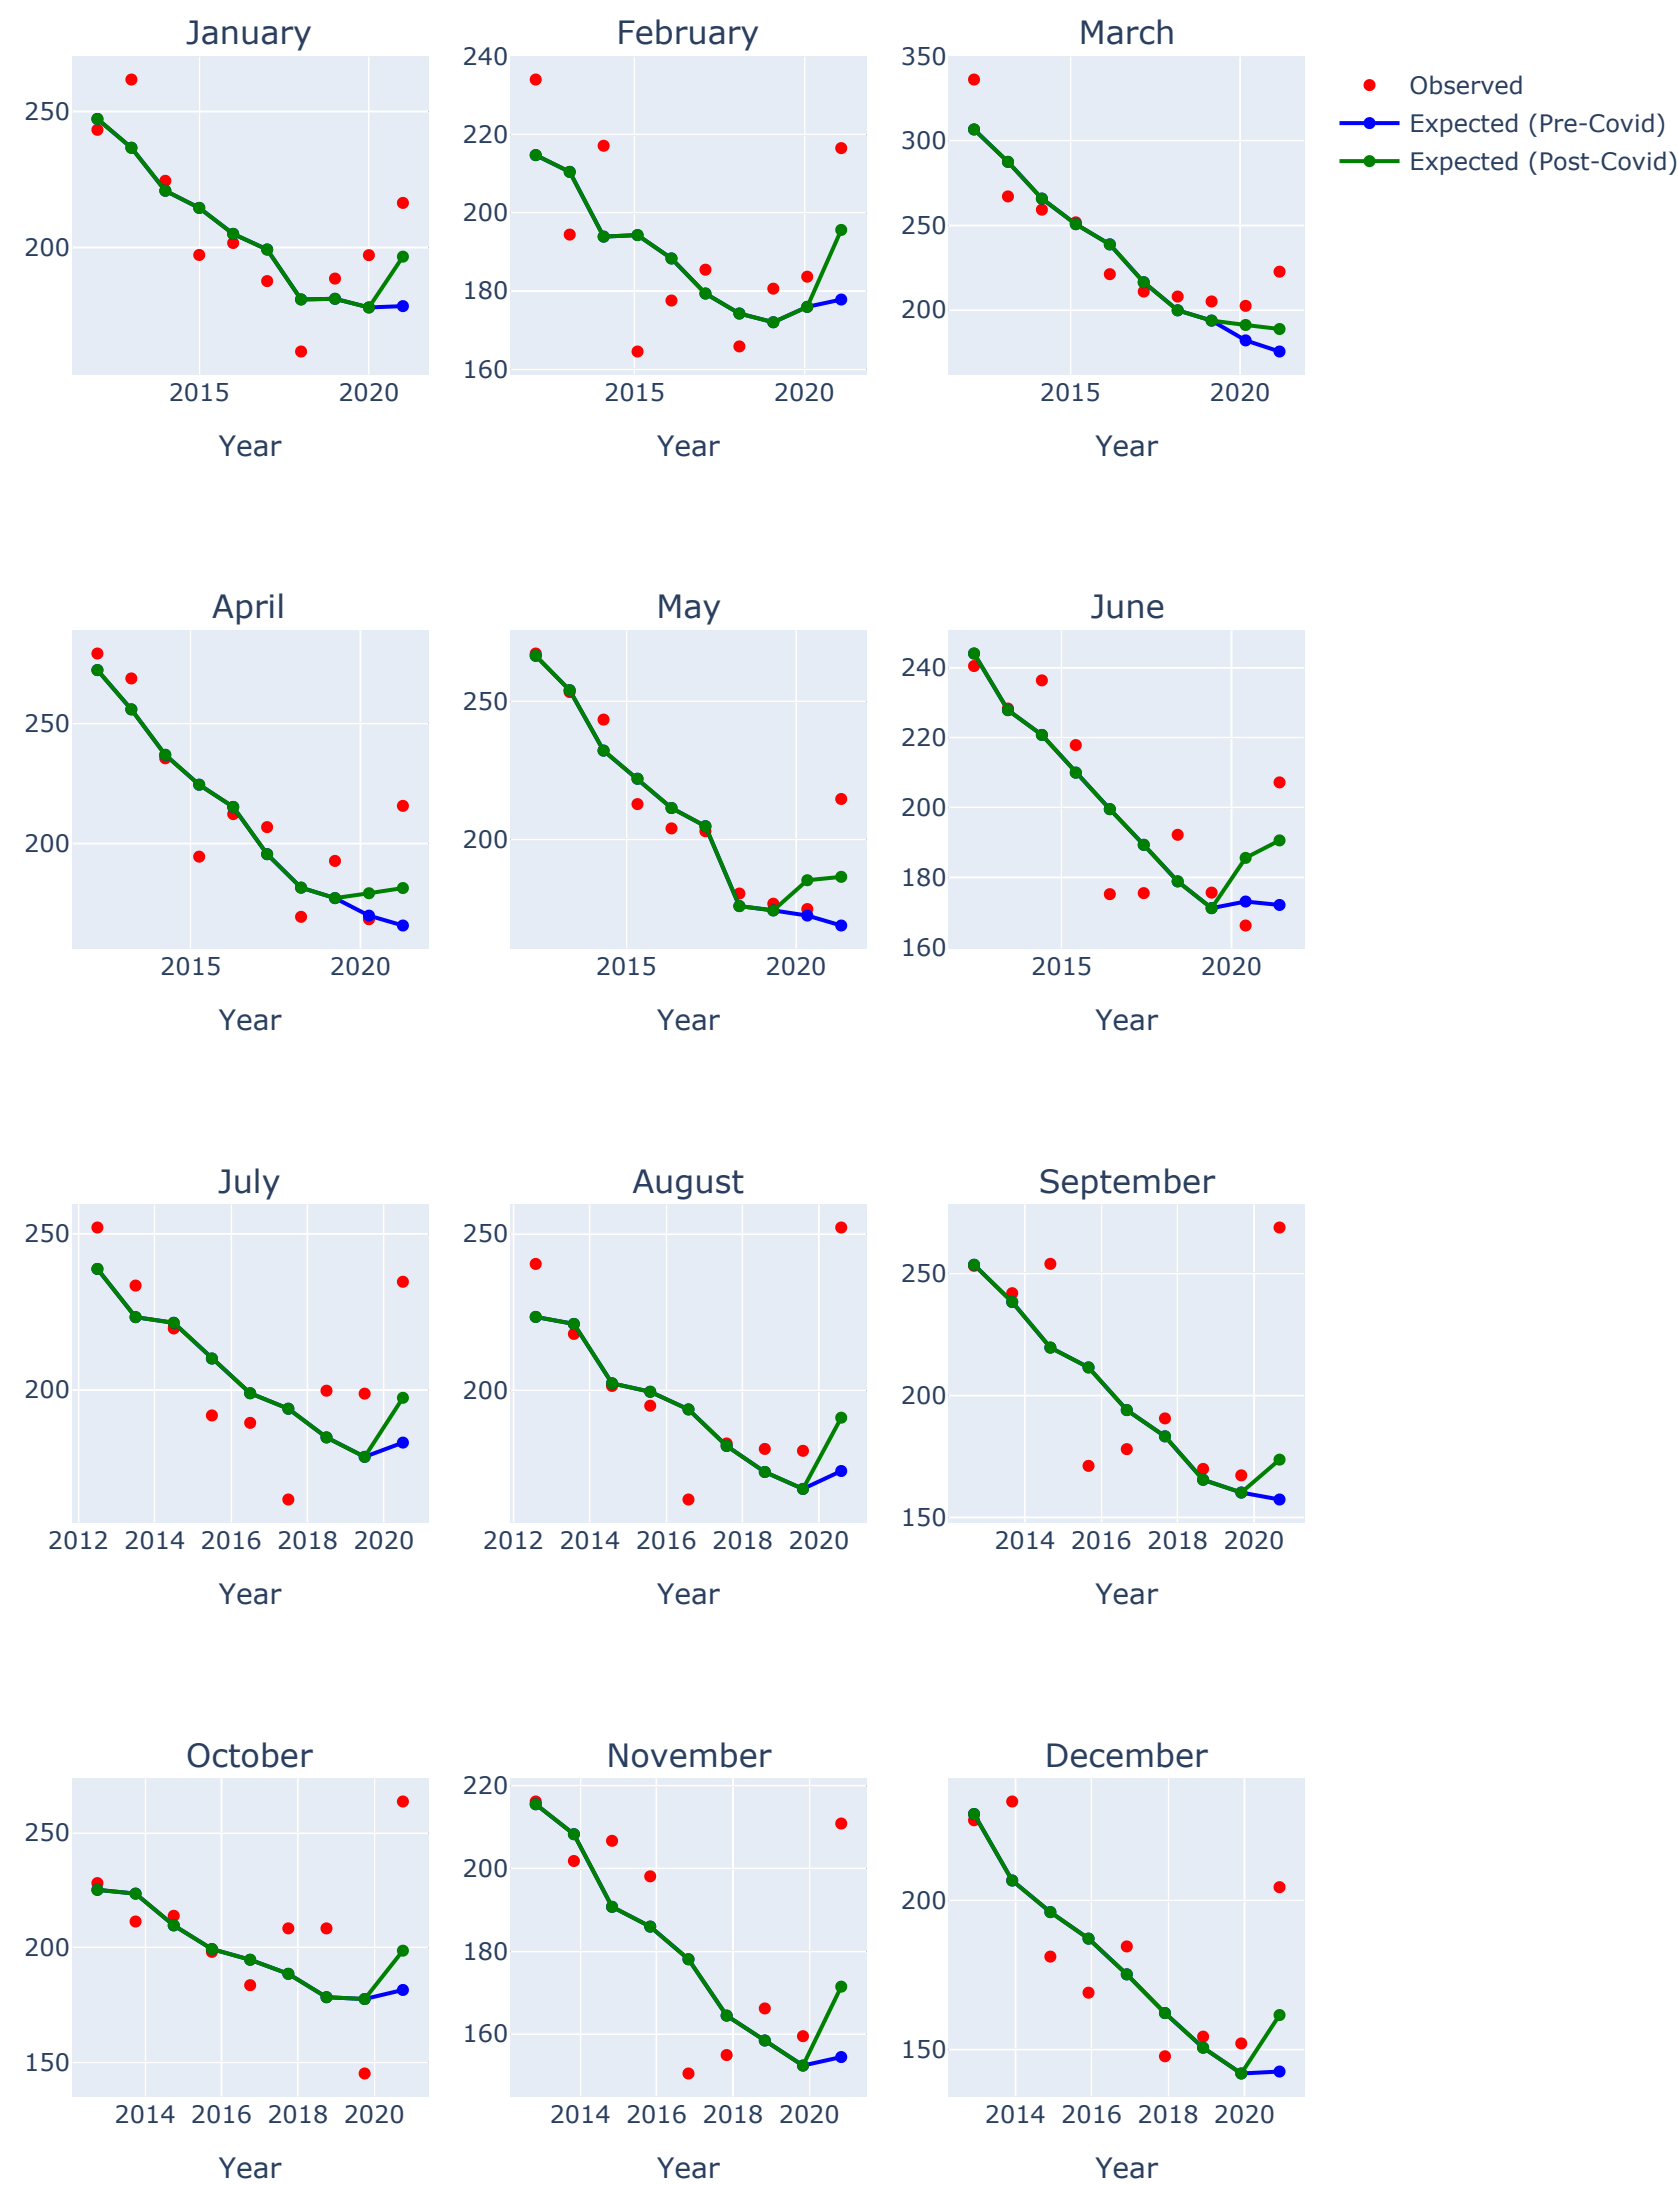 January
February
March
250
200
2015
2020
Year
240
220
200
180
160
2015
2020
Year
350
300
250
200
2015
2020
Year
Observed
Expected (Pre-Covid)
Expected (Post-Covid)
April
May
June
250
200
2015
2020
Year
250
200
2015
2020
Year
240
220
200
180
160
2015
2020
Year
July
August
September
250
200
2012
2014
2016
2018
2020
Year
250
200
2012
2014
2016
2018
2020
Year
250
200
150
2014
2016
2018
2020
Year
October
November
December
250
200
150
2014
2016
2018
2020
Year
220
200
180
160
2014
2016
2018
2020
Year
200
150
2014
2016
2018
2020
Year